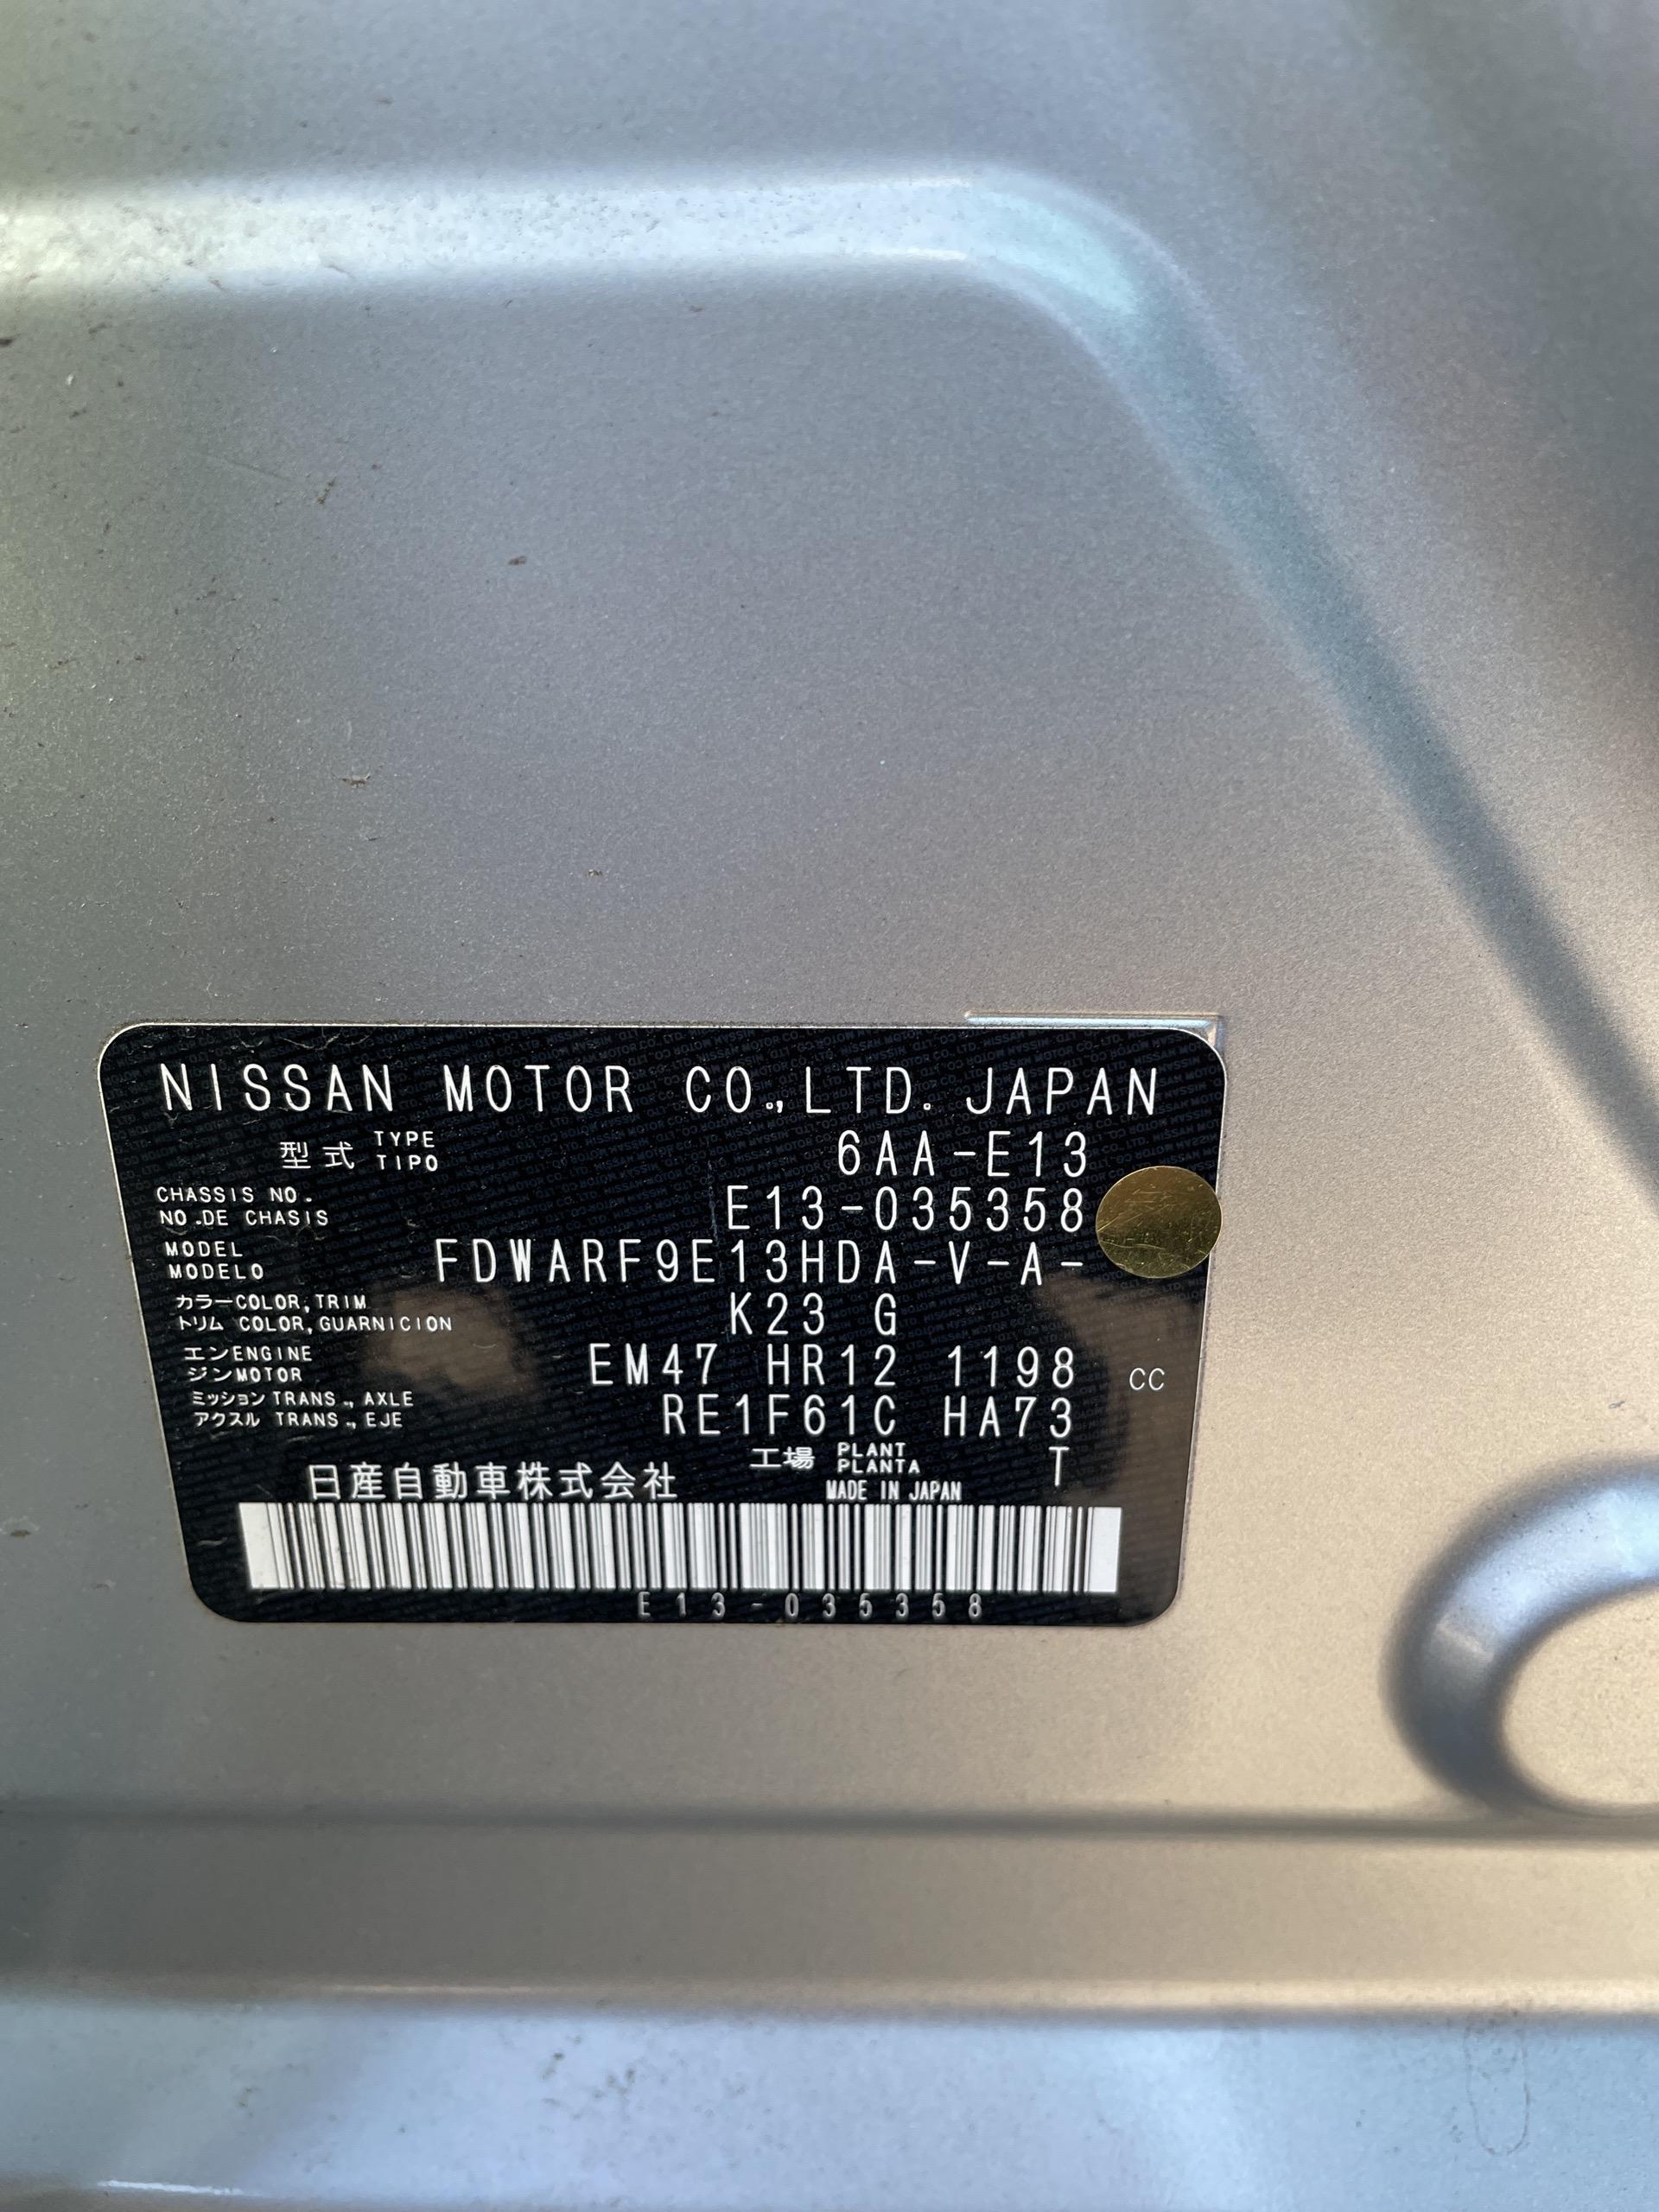 NISSAN MOTOR CO.,LTD. JAPAN
型式 TYPE TIPO 6AA-E13
CHASSIS NO. NO.DE CHASIS E13-035358
MODEL MODELO FDWARF9E13HDA-V-A-
カラー COLOR,TRIM トリム COLOR,GUARNICION K23 G
エンジン ENGINE MOTOR EM47 HR12 1198 CC
ミッション TRANS., AXLE アクスル TRANS., EJE RE1F61C HA73
工場 PLANT PLANTA T
日産自動車株式会社 MADE IN JAPAN
E13-035358